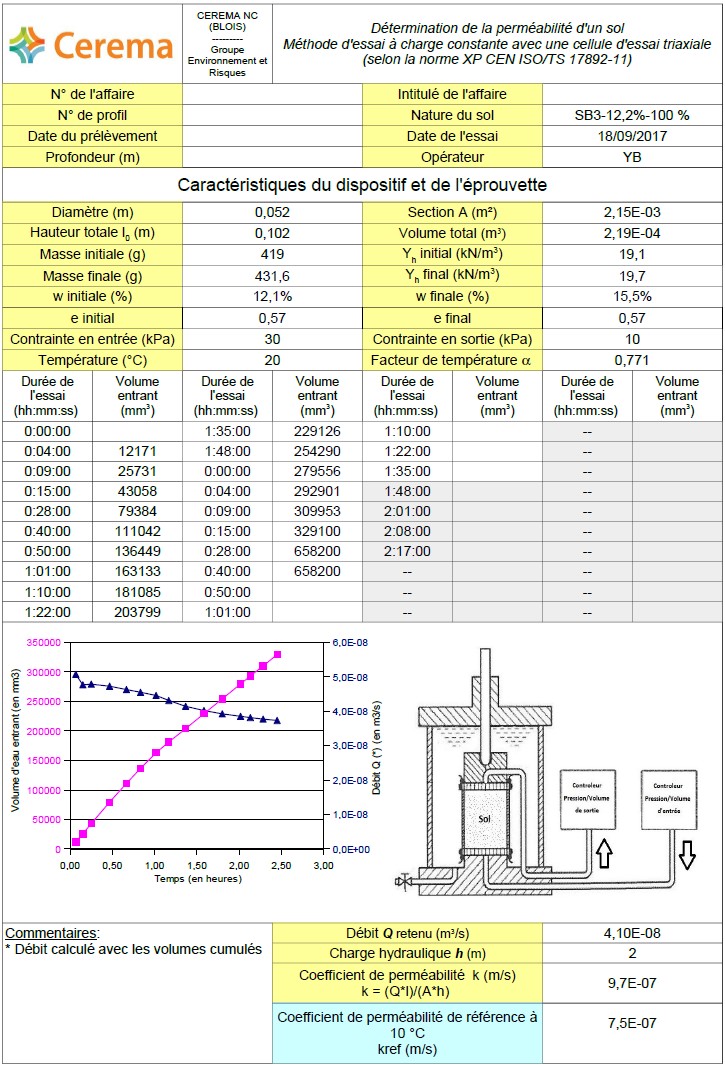 Cerema
CEREMA NC
(BLOIS)
---------
Groupe
Environnement et
Risques
Détermination de la perméabilité d'un sol
Méthode d'essai à charge constante avec une cellule d'essai triaxiale
(selon la norme XP CEN ISO/TS 17892-11)
N° de l'affaire Intitulé de l'affaire
N° de profil Nature du sol SB3-12,2%-100 %
Date du prélèvement Date de l'essai 18/09/2017
Profondeur (m) Opérateur YB
Caractéristiques du dispositif et de l'éprouvette
Diamètre (m) 0,052 Section A (m²) 2,15E-03
Hauteur totale l₀ (m) 0,102 Volume total (m³) 2,19E-04
Masse initiale (g) 419 Yh initial (kN/m³) 19,1
Masse finale (g) 431,6 Yh final (kN/m³) 19,7
w initiale (%) 12,1% w finale (%) 15,5%
e initial 0,57 e final 0,57
Contrainte en entrée (kPa) 30 Contrainte en sortie (kPa) 10
Température (°C) 20 Facteur de température α 0,771
Durée de Volume Durée de Volume Durée de Volume Durée de Volume
l'essai entrant l'essai entrant l'essai entrant l'essai entrant
(hh:mm:ss) (mm³) (hh:mm:ss) (mm³) (hh:mm:ss) (mm³) (hh:mm:ss) (mm³)
0:00:00 1:35:00 229126 1:10:00 --
0:04:00 12171 1:48:00 254290 1:22:00 --
0:09:00 25731 0:00:00 279556 1:35:00 --
0:15:00 43058 0:04:00 292901 1:48:00 --
0:28:00 79384 0:09:00 309953 2:01:00 --
0:40:00 111042 0:15:00 329100 2:08:00 --
0:50:00 136449 0:28:00 658200 2:17:00 --
1:01:00 163133 0:40:00 658200 -- --
1:10:00 181085 0:50:00 -- --
1:22:00 203799 1:01:00 -- --
Volume d'eau entrant (en mm3)
350000
300000
250000
200000
150000
100000
50000
0
6,0E-08
5,0E-08
4,0E-08
3,0E-08
2,0E-08
1,0E-08
0,0E+00
Débit Q (*) (en m3/s)
0,00 0,50 1,00 1,50 2,00 2,50 3,00
Temps (en heures)
Sol
Controleur
Pression/Volume
de sortie
Controleur
Pression/Volume
d'entrée
Commentaires:
* Débit calculé avec les volumes cumulés
Débit Q retenu (m³/s) 4,10E-08
Charge hydraulique h (m) 2
Coefficient de perméabilité k (m/s)
k = (Q*l)/(A*h)
9,7E-07
Coefficient de perméabilité de référence à
10 °C
kref (m/s)
7,5E-07